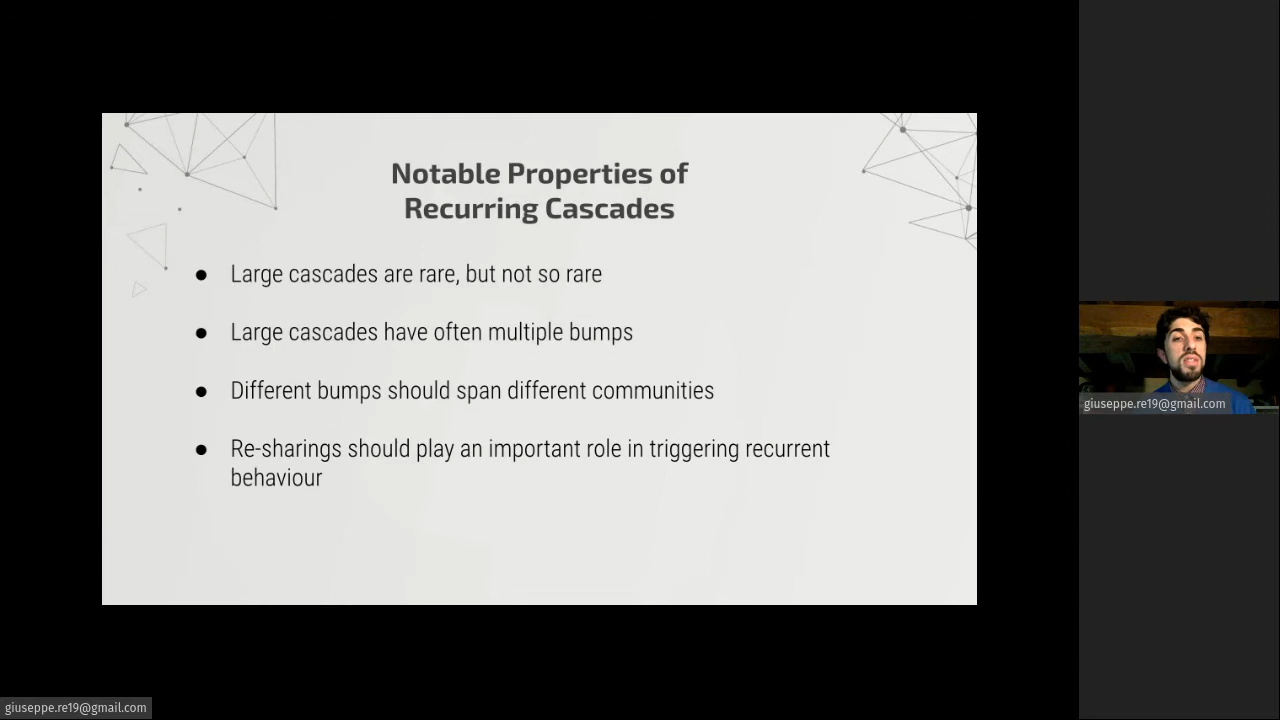 Notable Properties of
Recurring Cascades
● Large cascades are rare, but not so rare
● Large cascades have often multiple bumps
● Different bumps should span different communities
● Re-sharings should play an important role in triggering recurrent
behaviour
giuseppe.re19@gmail.com
giuseppe.re19@gmail.com